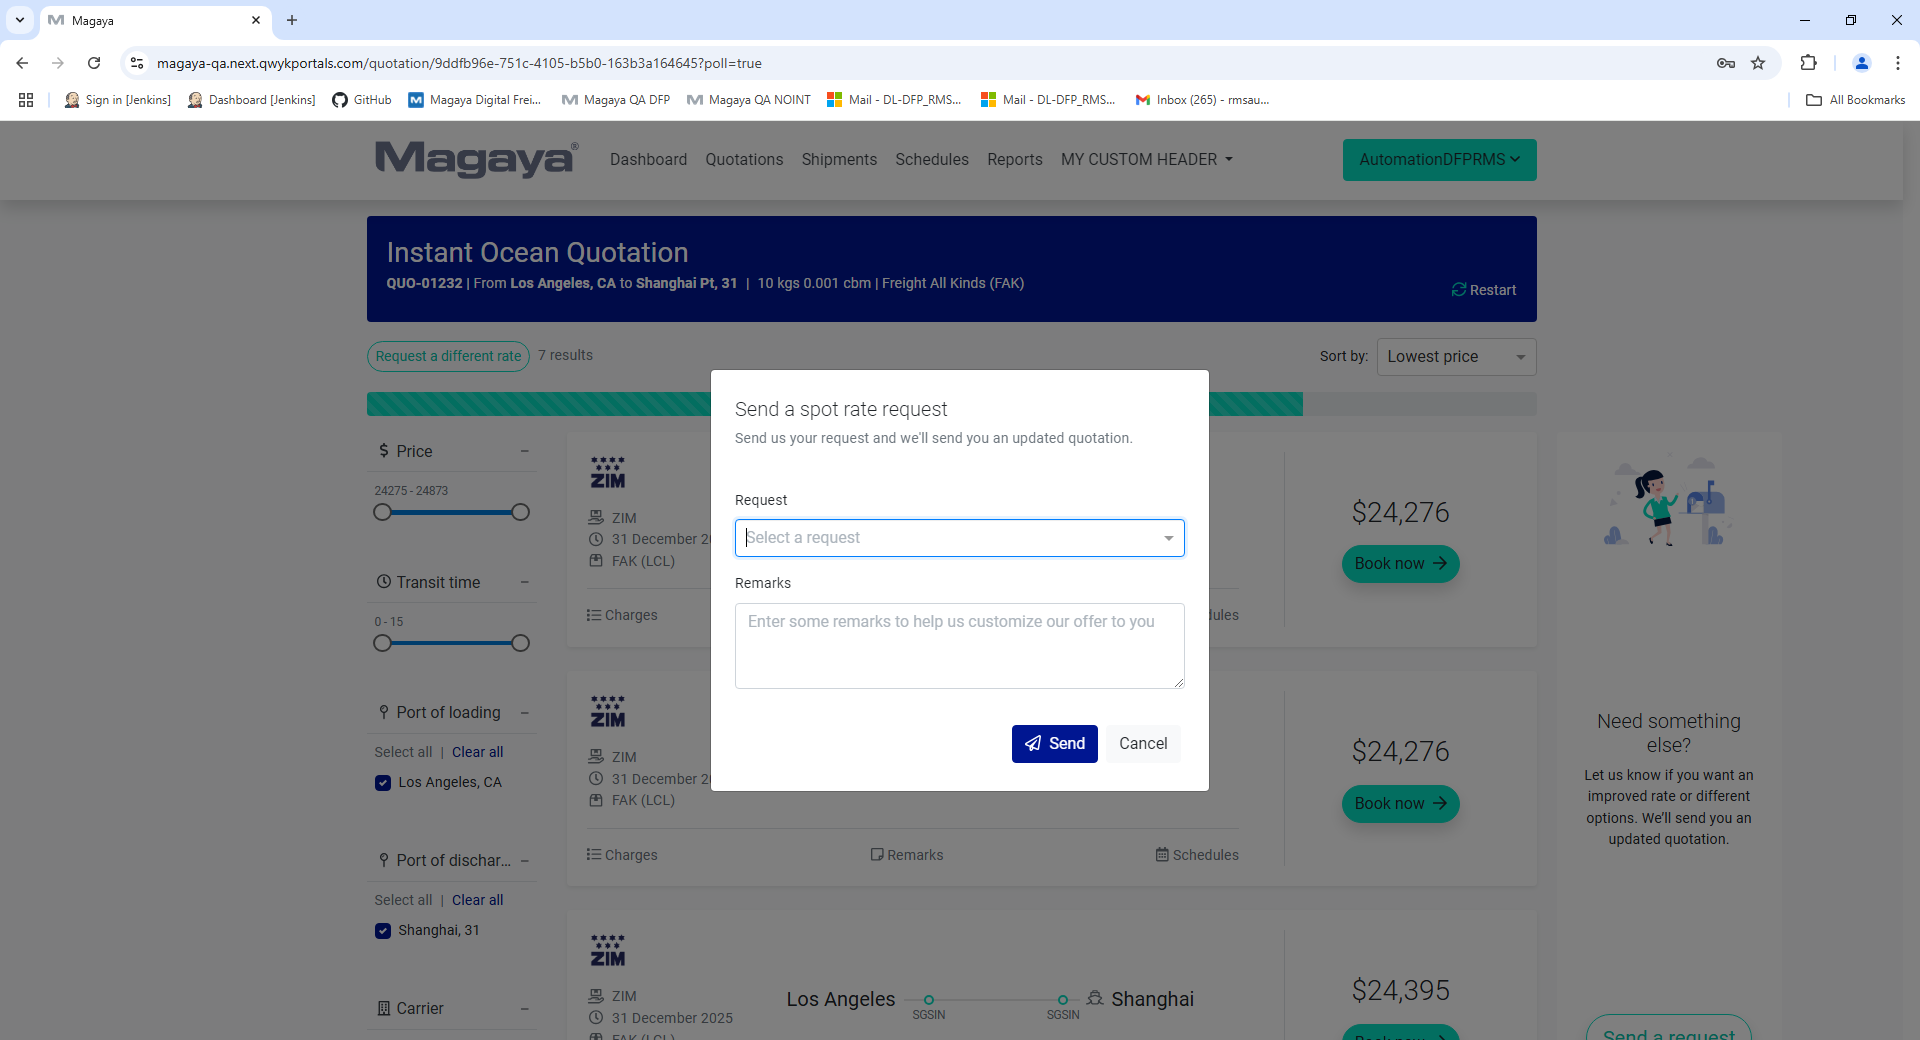 Magaya
magaya-qa.next.qwykportals.com/quotation/9ddfb96e-751c-4105-b5b0-163b3a164645?poll=true
Sign in [Jenkins]
Dashboard [Jenkins]
GitHub
Magaya Digital Frei...
Magaya QA DFP
Magaya QA NOINT
Mail - DL-DFP_RMS...
Mail - DL-DFP_RMS...
Inbox (265) - rmsau...
All Bookmarks
Magaya®
Dashboard
Quotations
Shipments
Schedules
Reports
MY CUSTOM HEADER
AutomationDFPRMS
Instant Ocean Quotation
QUO-01232 | From Los Angeles, CA to Shanghai Pt, 31 | 10 kgs 0.001 cbm | Freight All Kinds (FAK)
Restart
Request a different rate
7 results
Sort by:
Lowest price
Price
24275 - 24873
Transit time
0 - 15
Port of loading
Select all | Clear all
Los Angeles, CA
Port of dischar...
Select all | Clear all
Shanghai, 31
Carrier
ZIM
ZIM
31 December 20
FAK (LCL)
Charges
dules
$24,276
Book now
Send a spot rate request
Send us your request and we'll send you an updated quotation.
Request
Select a request
Remarks
Enter some remarks to help us customize our offer to you
Send
Cancel
ZIM
ZIM
31 December 20
FAK (LCL)
Charges
Remarks
Schedules
$24,276
Book now
ZIM
ZIM
31 December 2025
FAK (LCL)
Los Angeles
SGSIN
SGSIN
Shanghai
$24,395
Book now
Need something
else?
Let us know if you want an
improved rate or different
options. We’ll send you an
updated quotation.
Send a request